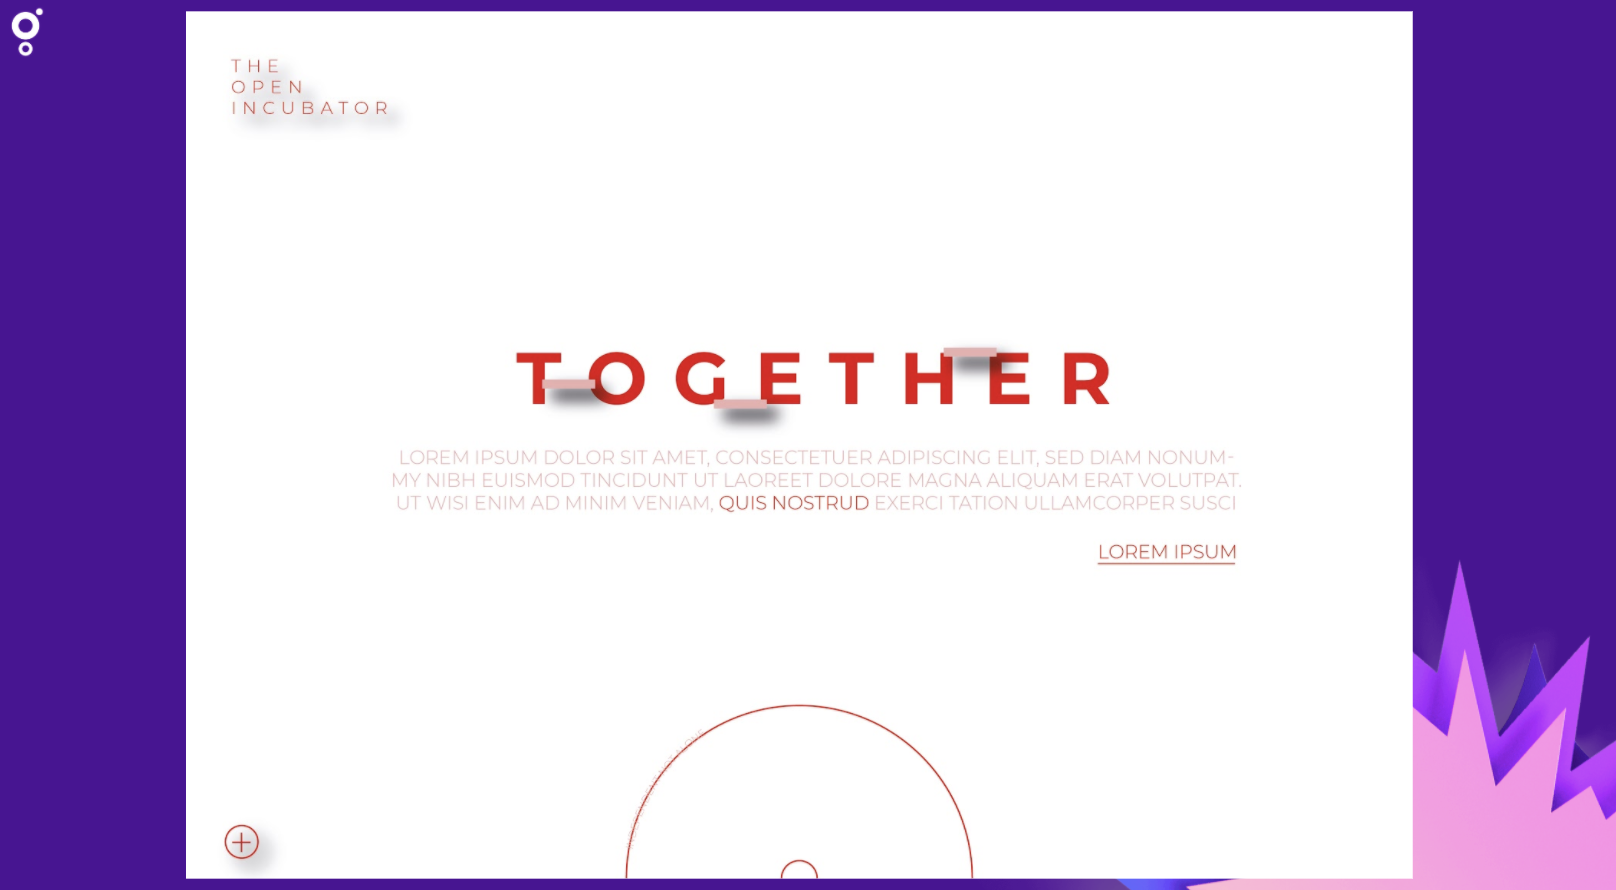 THE
OPEN
INCUBATOR
TOGETHER
LOREM IPSUM DOLOR SIT AMET, CONSECTETUER ADIPISCING ELIT, SED DIAM NONUM-
MY NIBH EUISMOD TINCIDUNT UT LAOREET DOLORE MAGNA ALIQUAM ERAT VOLUTPAT.
UT WISI ENIM AD MINIM VENIAM, QUIS NOSTRUD EXERCI TATION ULLAMCORPER SUSCI
LOREM IPSUM